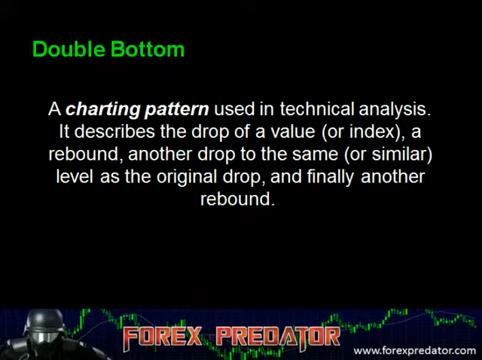 Double Bottom
A charting pattern used in technical analysis.
It describes the drop of a value (or index), a
rebound, another drop to the same (or similar)
level as the original drop, and finally another
rebound.
FOREX PREDATOR
www.forexpredator.com